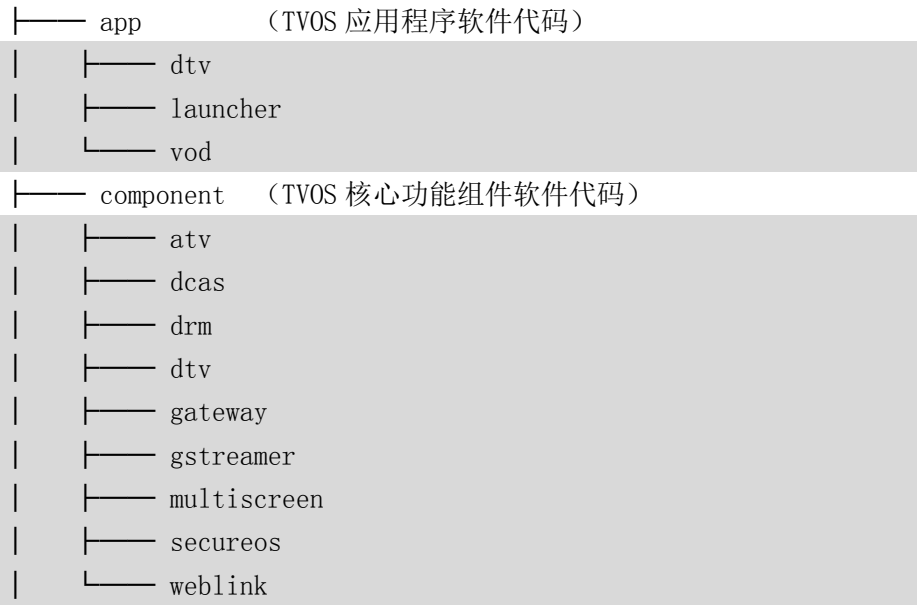 ├── app （TVOS 应用程序软件代码）
│ ├── dtv
│ ├── launcher
│ └── vod
├── component （TVOS 核心功能组件软件代码）
│ ├── atv
│ ├── dcas
│ ├── drm
│ ├── dtv
│ ├── gateway
│ ├── gstreamer
│ ├── multiscreen
│ ├── secureos
│ └── weblink